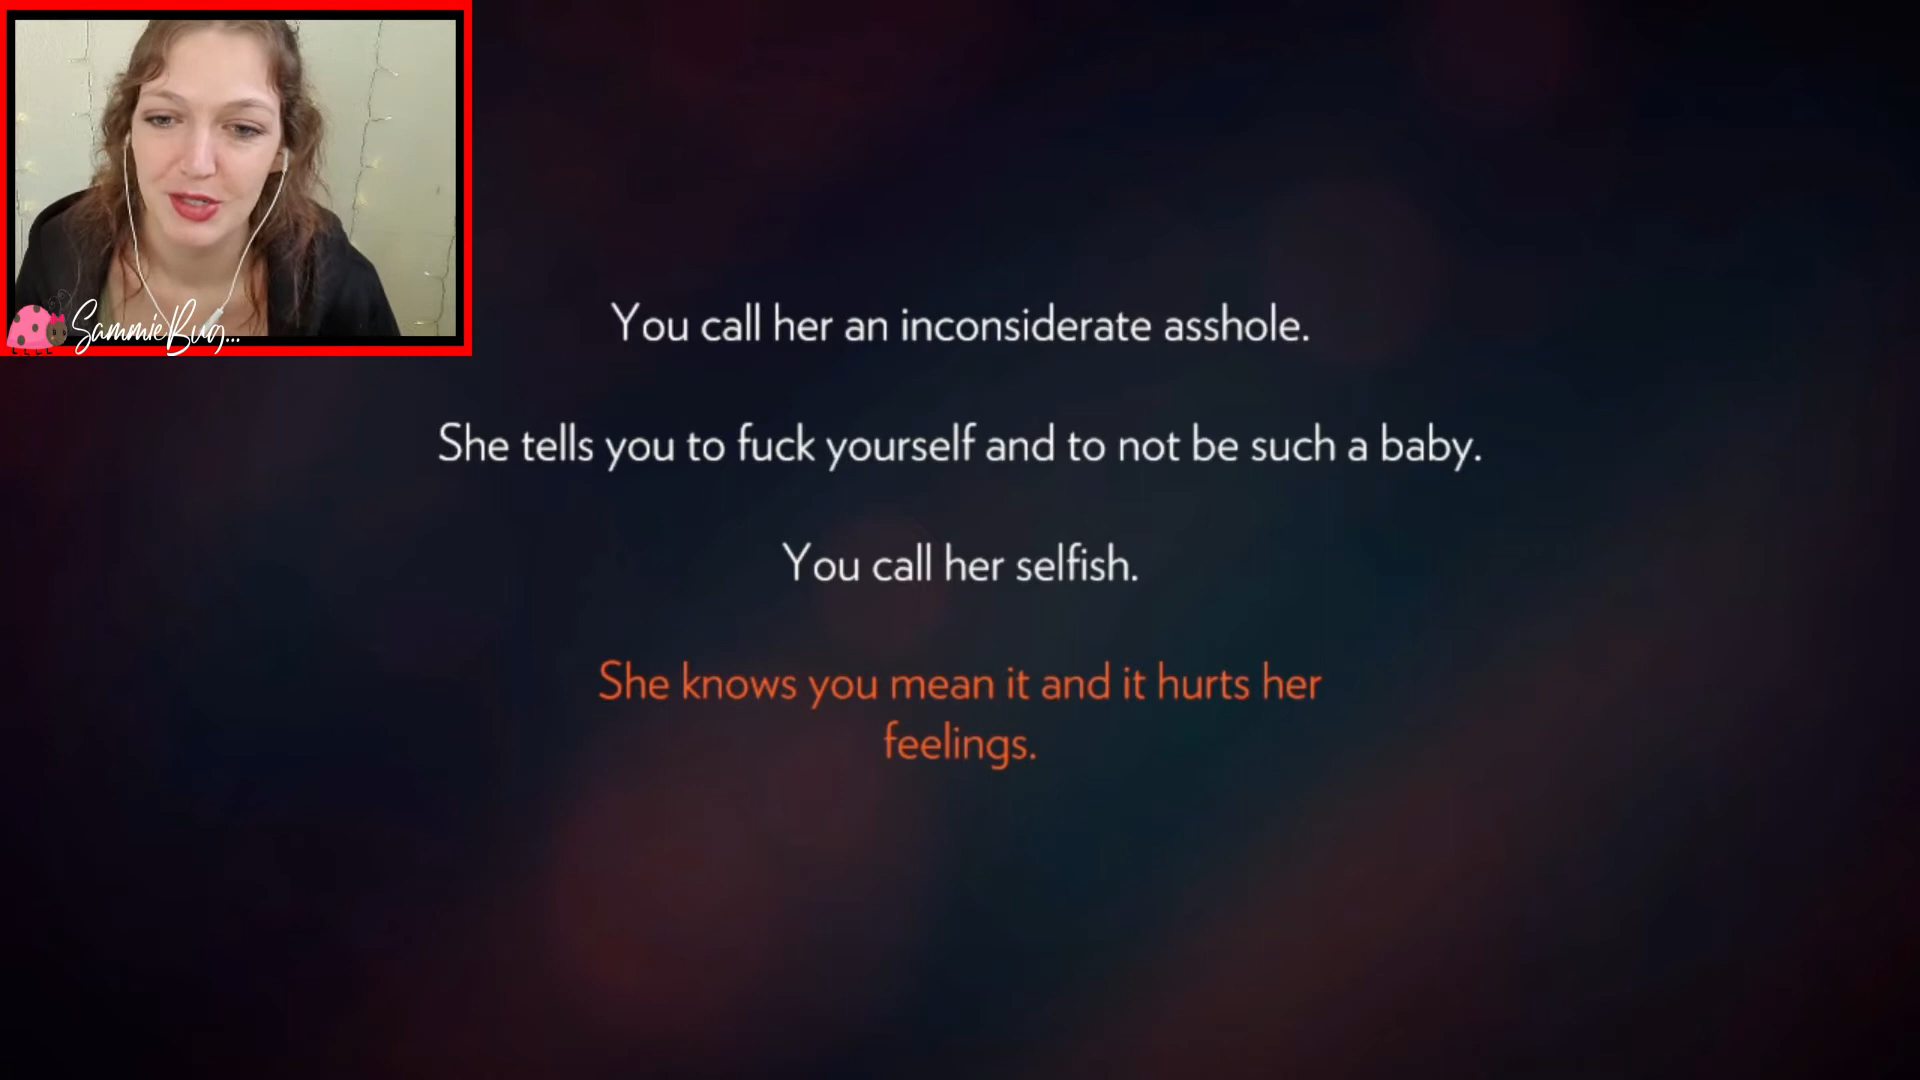 SammieBug...
You call her an inconsiderate asshole.
She tells you to fuck yourself and to not be such a baby.
You call her selfish.
She knows you mean it and it hurts her
feelings.